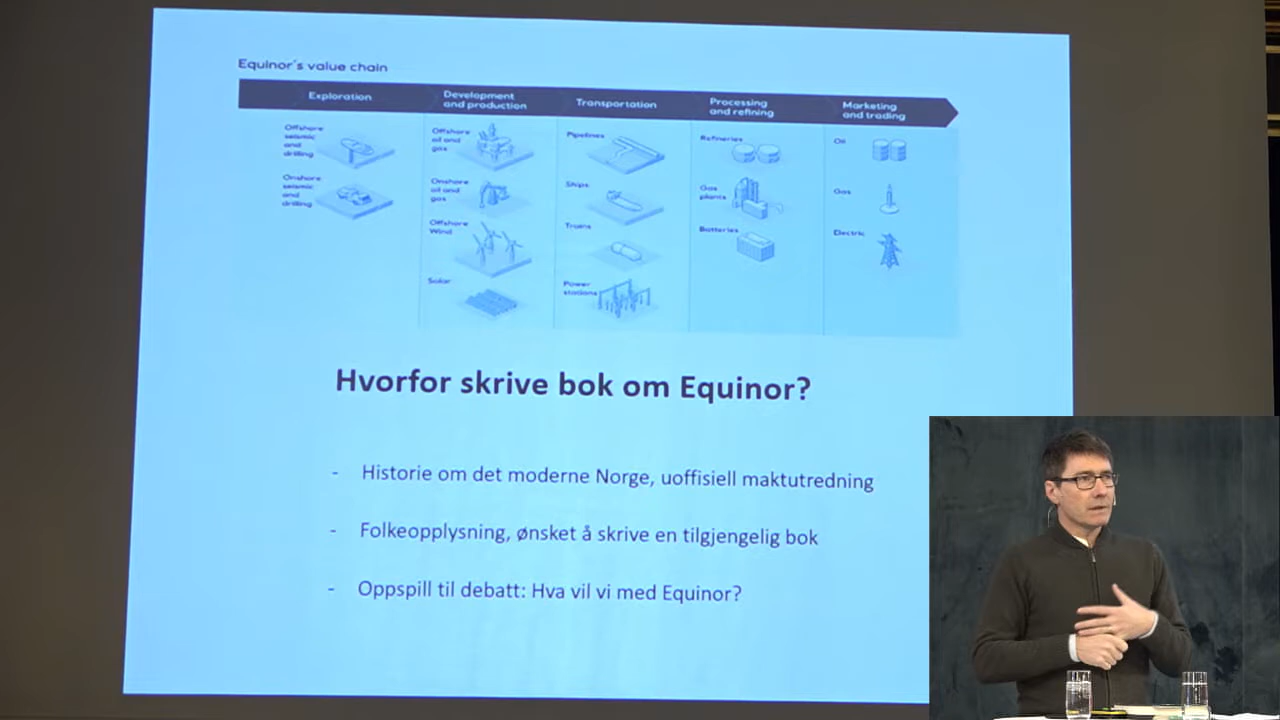 Equinor's value chain
Exploration
Development
and production
Transportation
Processing
and refining
Marketing
and trading
Offshore
seismic
and
drilling
Onshore
seismic
and
drilling
Offshore
oil and
gas
Onshore
oil and
gas
Offshore
Wind
Solar
Pipelines
Ships
Trains
Power
stations
Refineries
Gas
plants
Batteries
Oil
Gas
Electric
Hvorfor skrive bok om Equinor?
- Historie om det moderne Norge, uoffisiell maktutredning
- Folkeopplysning, ønsket å skrive en tilgjengelig bok
- Oppspill til debatt: Hva vil vi med Equinor?